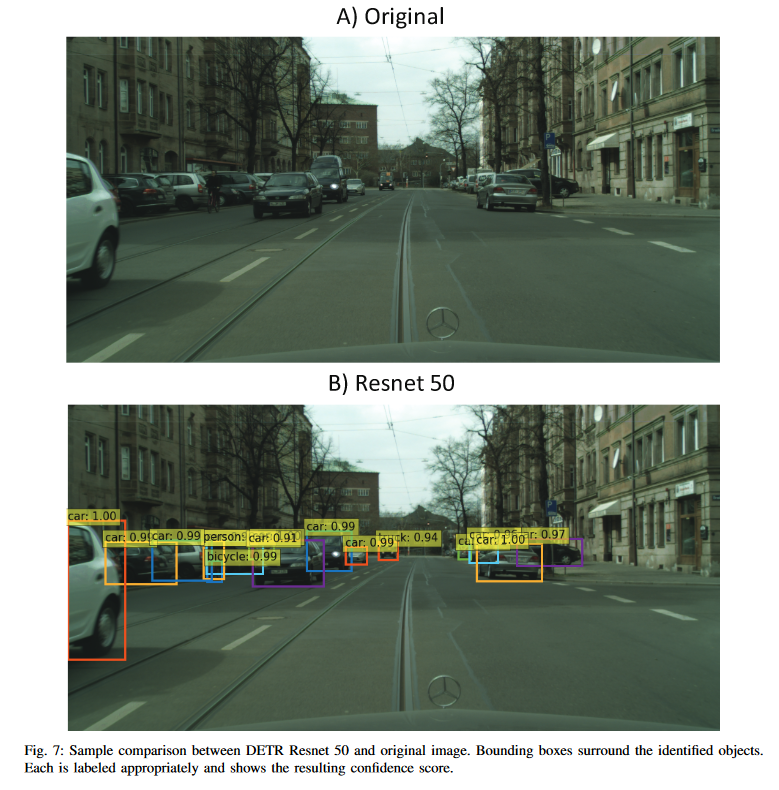 A) Original
B) Resnet 50
car: 1.00
car: 0.99
car: 0.99
person:
car: 0.91
bicycle: 0.99
car: 0.99
car: 0.99
ck: 0.94
car: 1.00
ar: 0.97
Fig. 7: Sample comparison between DETR Resnet 50 and original image. Bounding boxes surround the identified objects.
Each is labeled appropriately and shows the resulting confidence score.